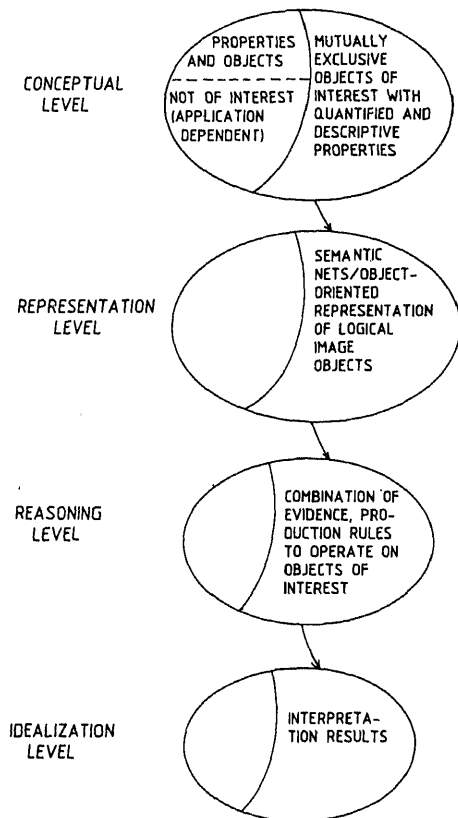 CONCEPTUAL
LEVEL
PROPERTIES
AND OBJECTS
NOT OF INTEREST
(APPLICATION
DEPENDENT)
MUTUALLY
EXCLUSIVE
OBJECTS OF
INTEREST WITH
QUANTIFIED AND
DESCRIPTIVE
PROPERTIES
REPRESENTATION
LEVEL
SEMANTIC
NETS/OBJECT-
ORIENTED
REPRESENTATION
OF LOGICAL
IMAGE
OBJECTS
REASONING
LEVEL
COMBINATION OF
EVIDENCE, PRO-
DUCTION RULES
TO OPERATE ON
OBJECTS OF
INTEREST
IDEALIZATION
LEVEL
INTERPRETA-
TION RESULTS